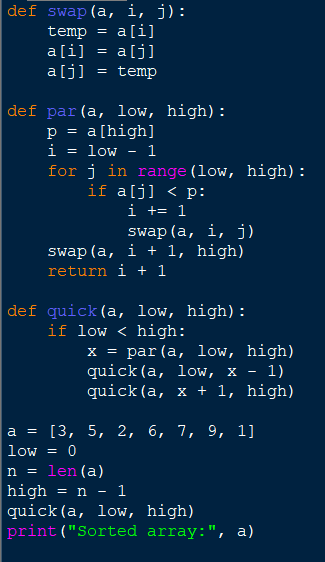 def swap(a, i, j):
    temp = a[i]
    a[i] = a[j]
    a[j] = temp

def par(a, low, high):
    p = a[high]
    i = low - 1
    for j in range(low, high):
        if a[j] < p:
            i += 1
            swap(a, i, j)
    swap(a, i + 1, high)
    return i + 1

def quick(a, low, high):
    if low < high:
        x = par(a, low, high)
        quick(a, low, x - 1)
        quick(a, x + 1, high)

a = [3, 5, 2, 6, 7, 9, 1]
low = 0
n = len(a)
high = n - 1
quick(a, low, high)
print("Sorted array:", a)